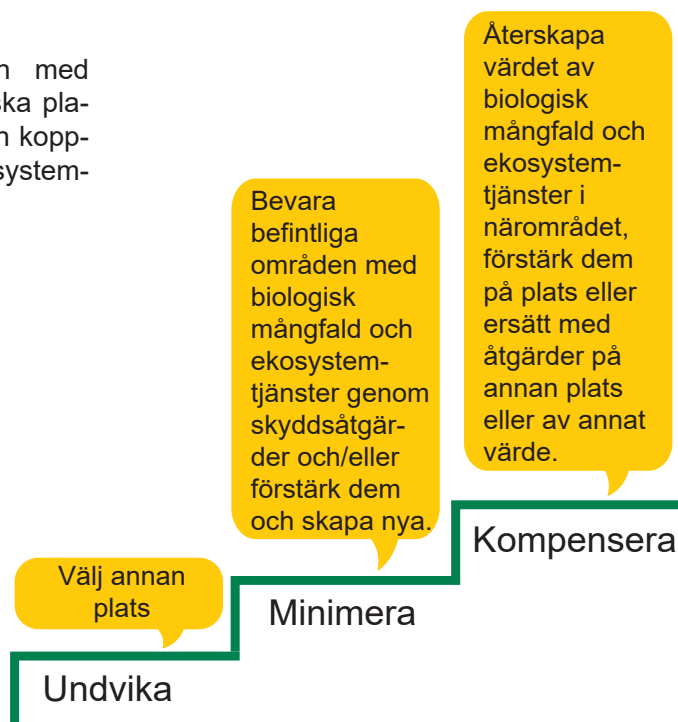 med
ska pla-
kopp-
system-
Återskapa
värdet av
biologisk
mångfald och
ekosystem-
tjänster i
närområdet,
förstärk dem
på plats eller
ersätt med
åtgärder på
annan plats
eller av annat
värde.
Bevara
befintliga
områden med
biologisk
mångfald och
ekosystem-
tjänster genom
skyddsåtgär-
der och/eller
förstärk dem
och skapa nya.
Välj annan
plats
Kompensera
Minimera
Undvika